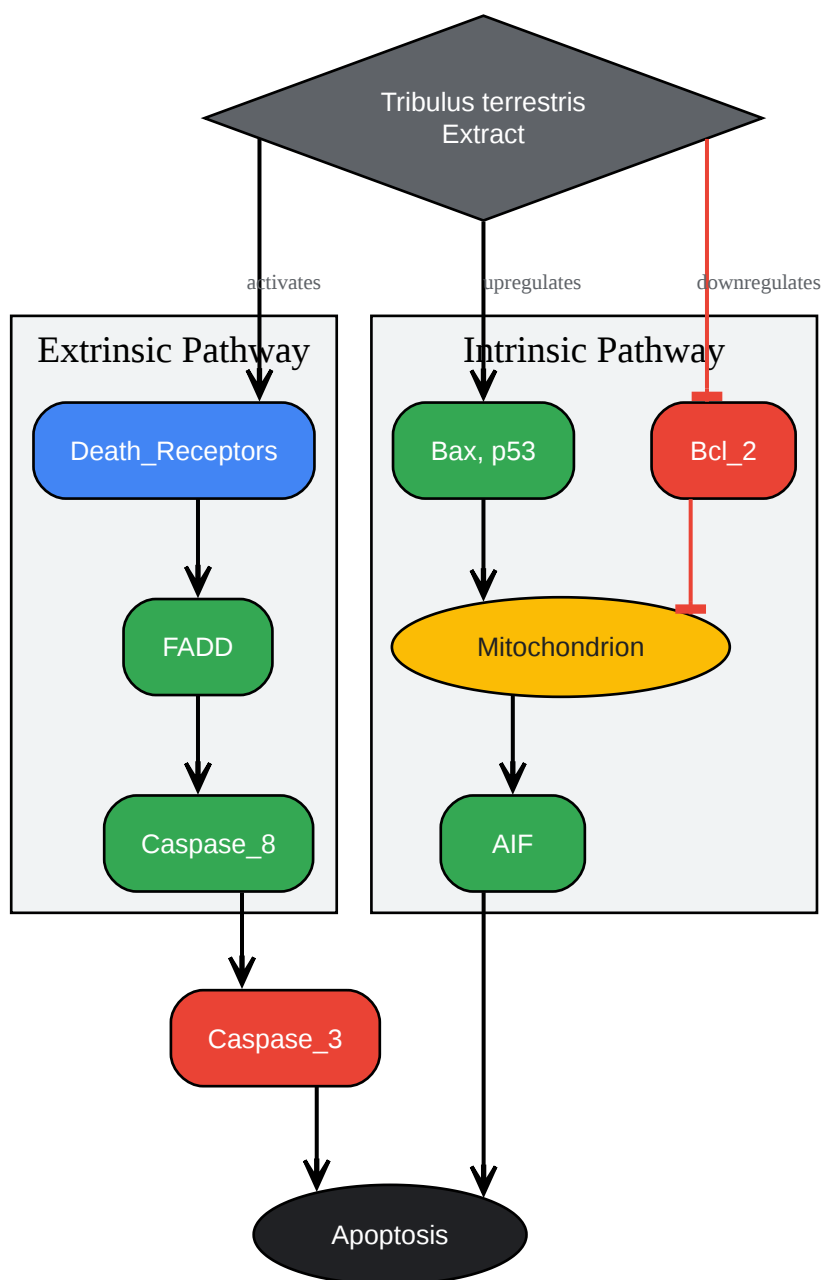 Tribulus terrestris
Extract
activates
upregulates
downregulates
Extrinsic Pathway
Intrinsic Pathway
Death_Receptors
Bax, p53
Bcl_2
FADD
Mitochondrion
Caspase_8
AIF
Caspase_3
Apoptosis